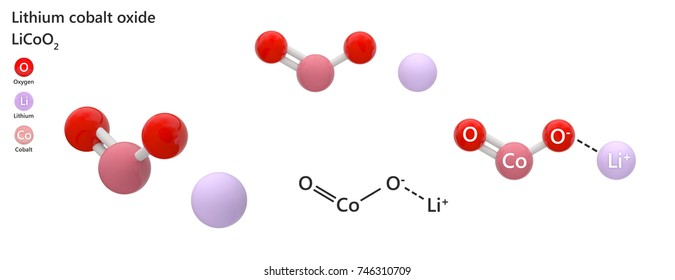 Lithium cobalt oxide
LiCoO₂
O
Oxygen
Li
Lithium
Co
Cobalt
O Co O⁻ Li⁺
O Co O⁻ Li⁺
shutterstock.com · 746310709